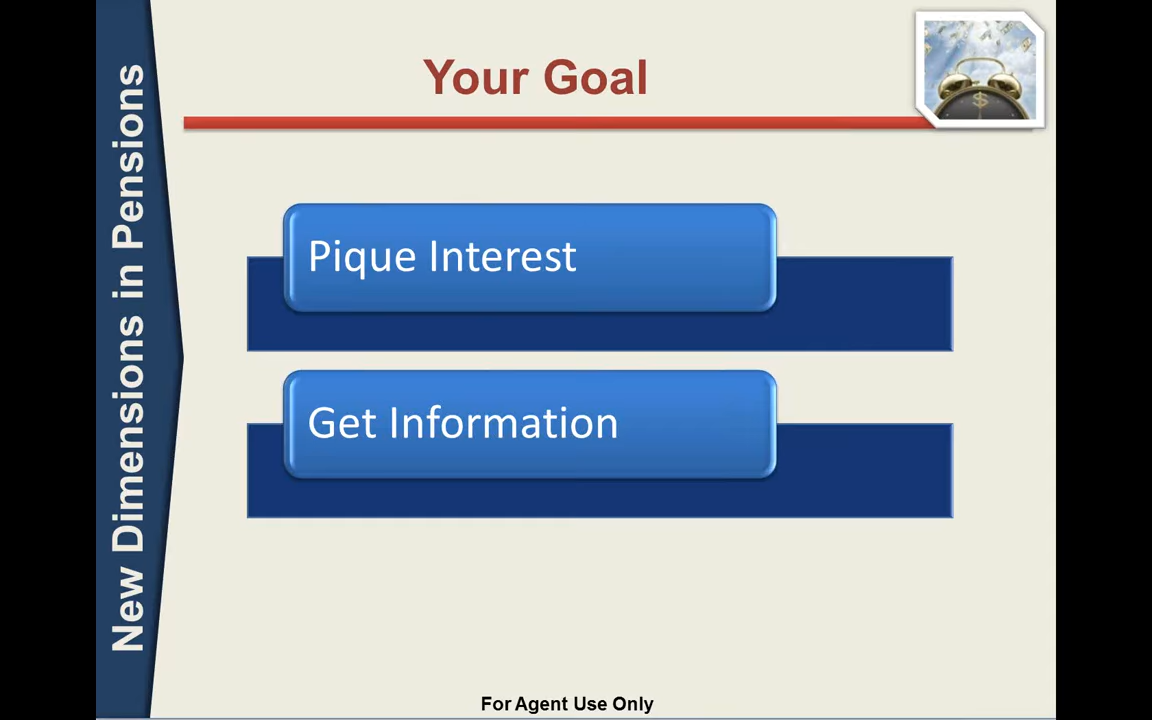 Your Goal
New Dimensions in Pensions
$
Pique Interest
Get Information
For Agent Use Only